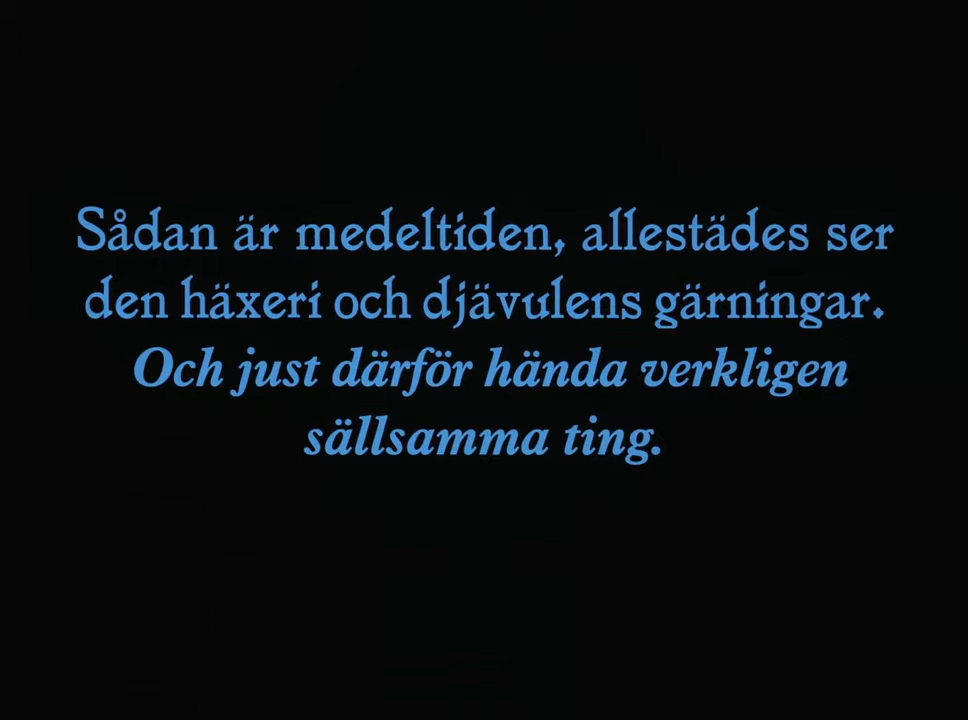 Sådan är medeltiden, allestädes ser
den häxeri och djävulens gärningar.
Och just därför hända verkligen
sällsamma ting.